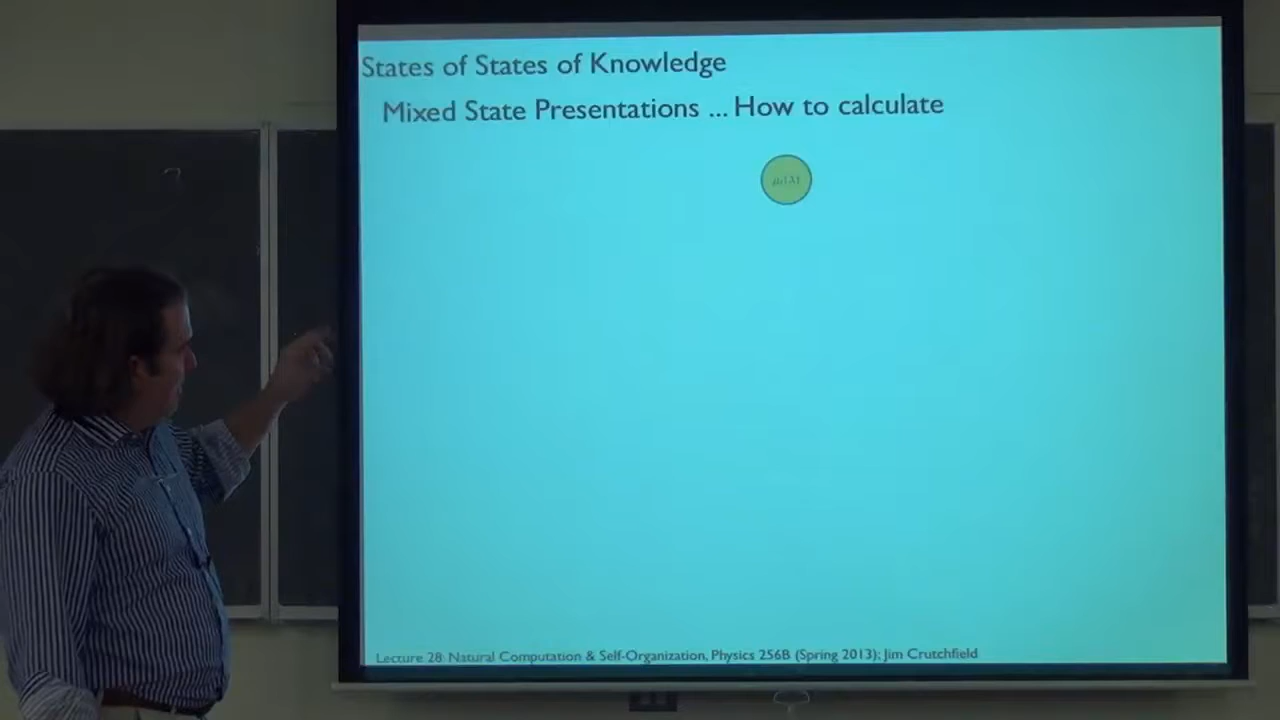 States of States of Knowledge
Mixed State Presentations ... How to calculate
Lecture 28: Natural Computation & Self-Organization, Physics 256B (Spring 2013); Jim Crutchfield